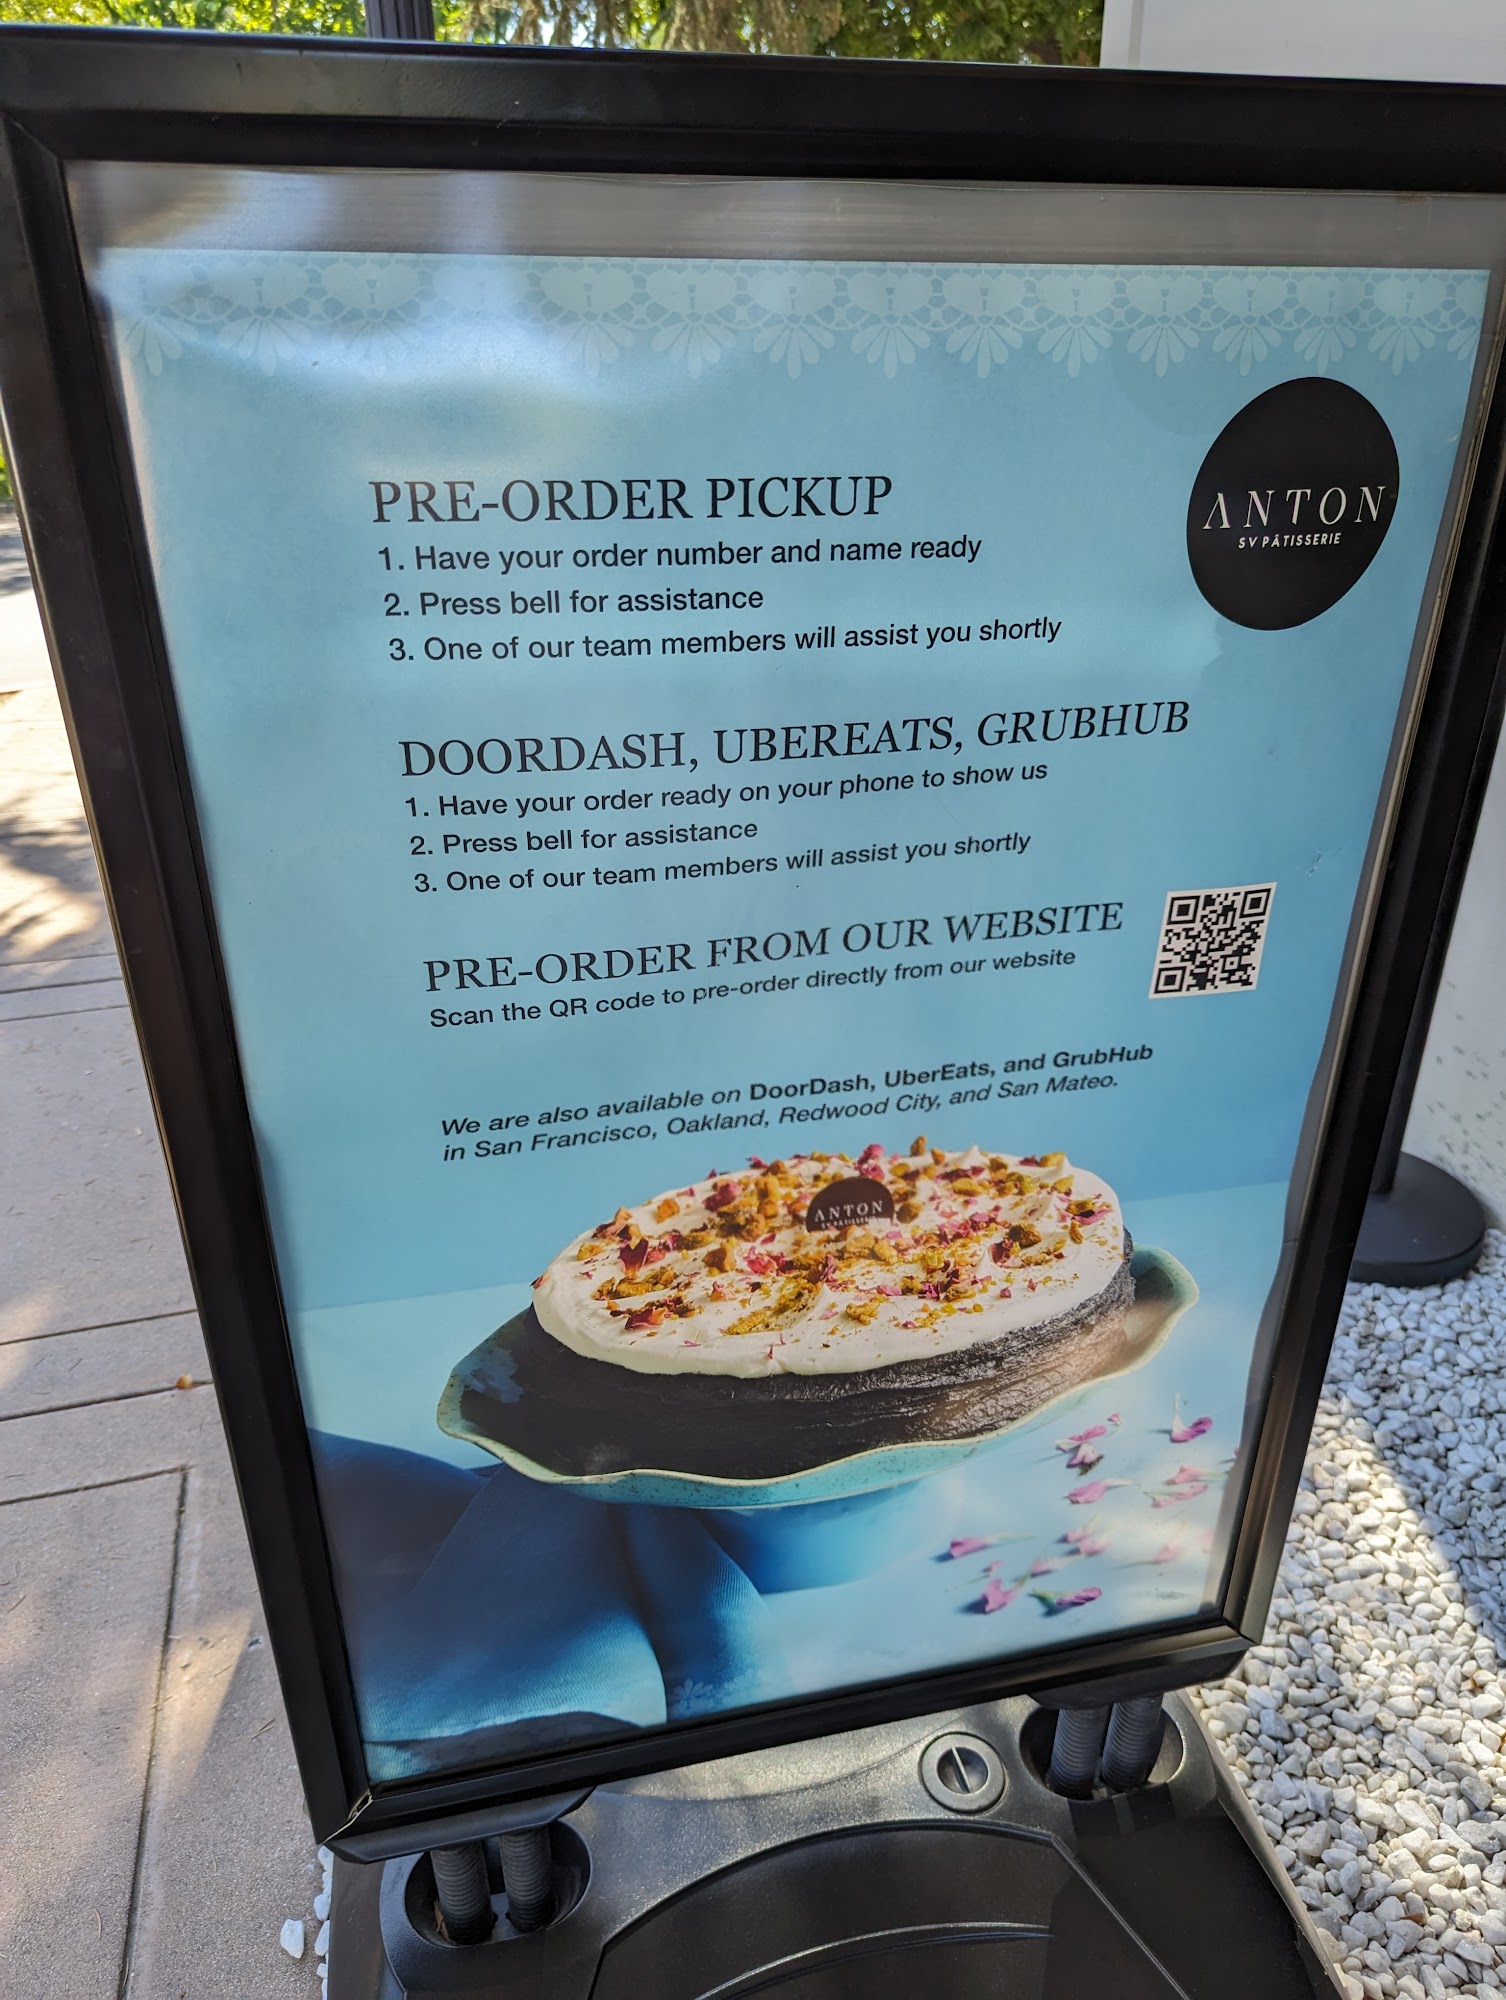 PRE-ORDER PICKUP
1. Have your order number and name ready
2. Press bell for assistance
3. One of our team members will assist you shortly
ANTON
SV PÂTISSERIE
DOORDASH, UBEREATS, GRUBHUB
1. Have your order ready on your phone to show us
2. Press bell for assistance
3. One of our team members will assist you shortly
PRE-ORDER FROM OUR WEBSITE
Scan the QR code to pre-order directly from our website
We are also available on DoorDash, UberEats, and GrubHub
in San Francisco, Oakland, Redwood City, and San Mateo.
ANTON
SV PÂTISSERIE